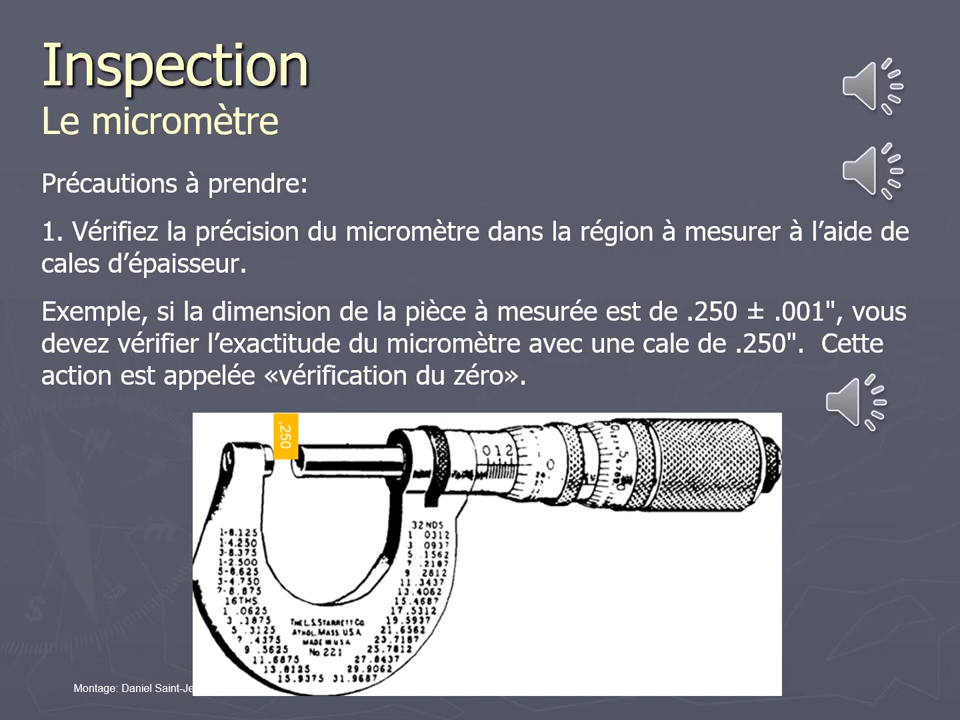 Inspection
Le micromètre
Précautions à prendre:
1. Vérifiez la précision du micromètre dans la région à mesurer à l’aide de
cales d’épaisseur.
Exemple, si la dimension de la pièce à mesurée est de .250 ± .001", vous
devez vérifier l’exactitude du micromètre avec une cale de .250".  Cette
action est appelée «vérification du zéro».
,250
0 1 2
0
5
0
1-8.125
1-4.250
3-8.375
1-2.500
5-8.625
3-4.750
7-8.875
16THS.
1 .0625
3 .1875
5 .3125
7 .4375
9 .5625
11.6875
13.8125
15.9375
32NDS
1 0312
3 0937
5 .1562
7 .2187
9 2812
11.3437
13.4062
15.4687
17.5312
19.5937
21.6562
23.7187
25.7812
27.8437
29.9062
31.9687
THE L.S. STARRETT CO
ATHOL, MASS. U.S.A.
MADE IN U.S.A.
No 221
Montage: Daniel Saint-Je